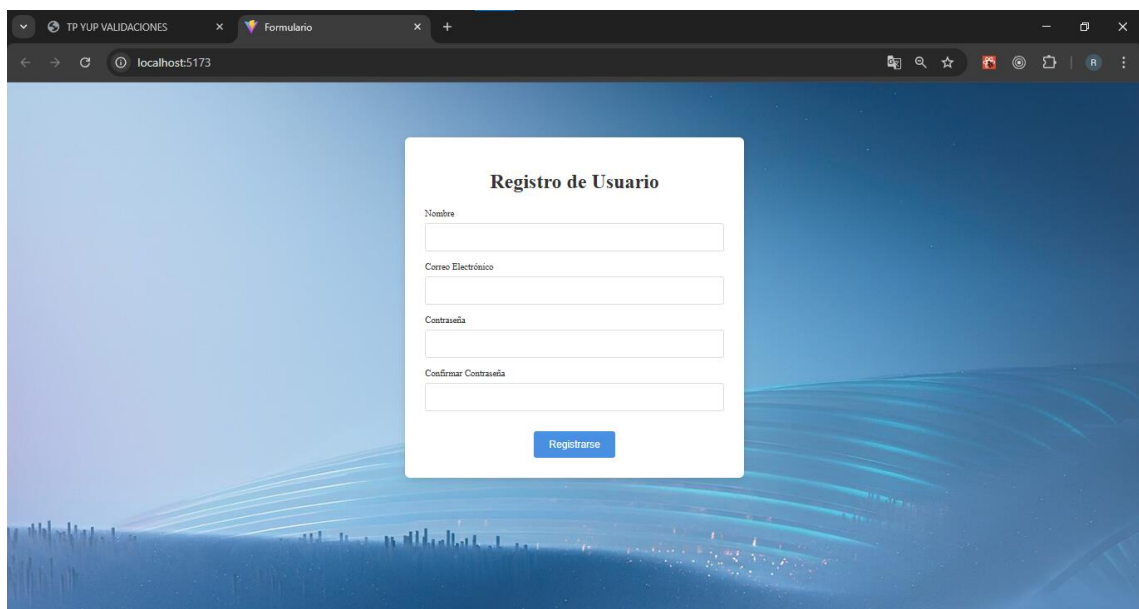 TP YUP VALIDACIONES
Formulario
localhost:5173
R
Registro de Usuario
Nombre
Correo Electrónico
Contraseña
Confirmar Contraseña
Registrarse